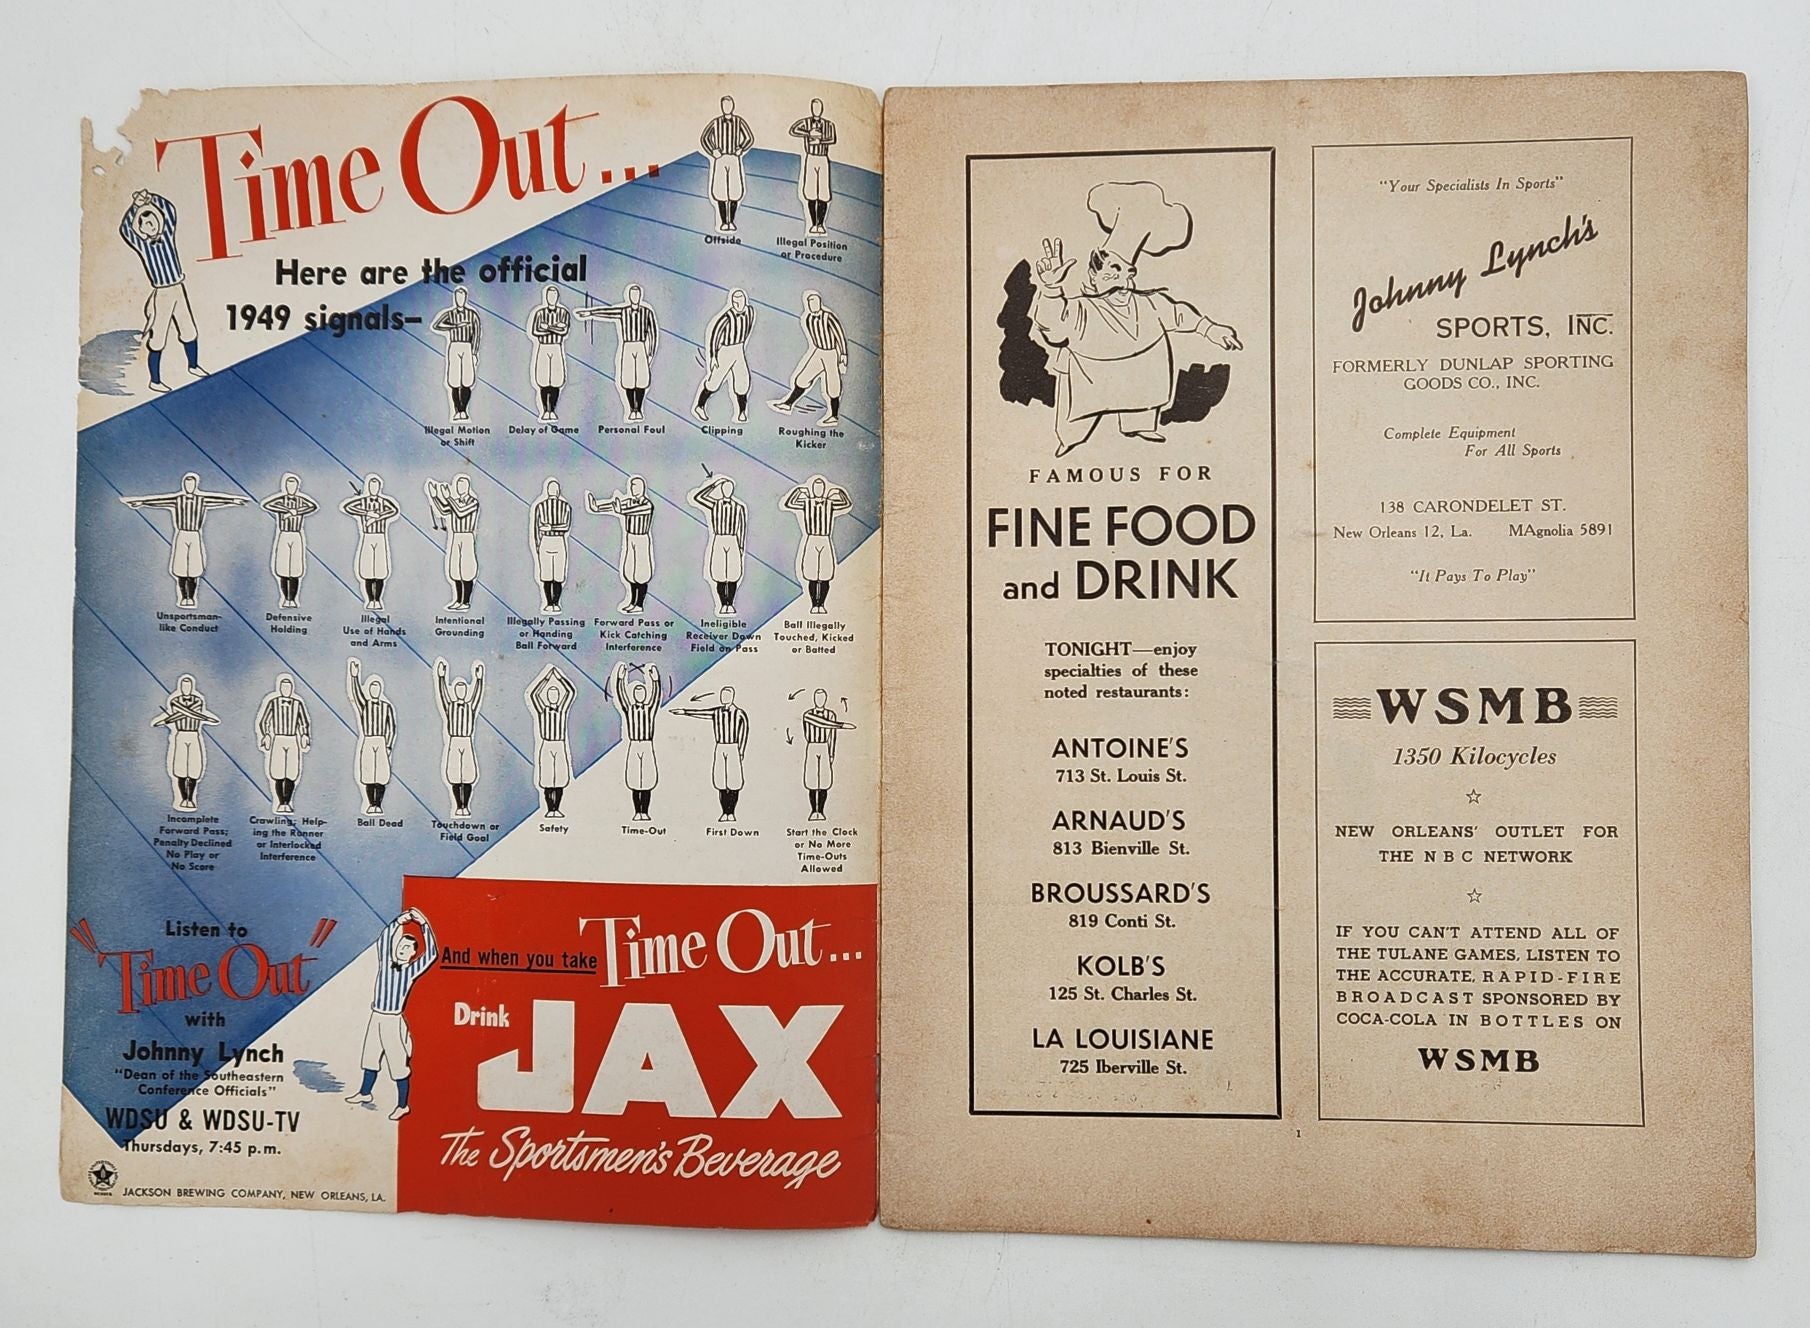 Time Out...
Here are the official
1949 signals—
Offside
Illegal Position
or Procedure
Illegal Motion
or Shift
Delay of Game
Personal Foul
Clipping
Roughing the
Kicker
Unsportsman-
like Conduct
Defensive
Holding
Illegal
Use of Hands
and Arms
Intentional
Grounding
Illegally Passing
or Handing
Ball Forward
Forward Pass or
Kick Catching
Interference
Ineligible
Receiver Down
Field on Pass
Ball Illegally
Touched, Kicked
or Batted
Incomplete
Forward Pass;
Penalty Declined
No Play or
No Score
Crawling; Help-
ing the Runner
or Interlocked
Interference
Ball Dead
Touchdown or
Field Goal
Safety
Time-Out
First Down
Start the Clock
or No More
Time-Outs
Allowed
Listen to
"Time Out"
with
Johnny Lynch
"Dean of the Southeastern
Conference Officials"
WDSU & WDSU-TV
Thursdays, 7:45 p.m.
JACKSON BREWING COMPANY, NEW ORLEANS, LA.
And when you take Time Out...
Drink JAX
The Sportsmen's Beverage
FAMOUS FOR
FINE FOOD
and DRINK
TONIGHT—enjoy
specialties of these
noted restaurants:
ANTOINE'S
713 St. Louis St.
ARNAUD'S
813 Bienville St.
BROUSSARD'S
819 Conti St.
KOLB'S
125 St. Charles St.
LA LOUISIANE
725 Iberville St.
"Your Specialists In Sports"
Johnny Lynch's
SPORTS, INC.
FORMERLY DUNLAP SPORTING
GOODS CO., INC.
Complete Equipment
For All Sports
138 CARONDELET ST.
New Orleans 12, La. MAgnolia 5891
"It Pays To Play"
WSMB
1350 Kilocycles
NEW ORLEANS' OUTLET FOR
THE NBC NETWORK
IF YOU CAN'T ATTEND ALL OF
THE TULANE GAMES, LISTEN TO
THE ACCURATE, RAPID-FIRE
BROADCAST SPONSORED BY
COCA-COLA IN BOTTLES ON
WSMB
1